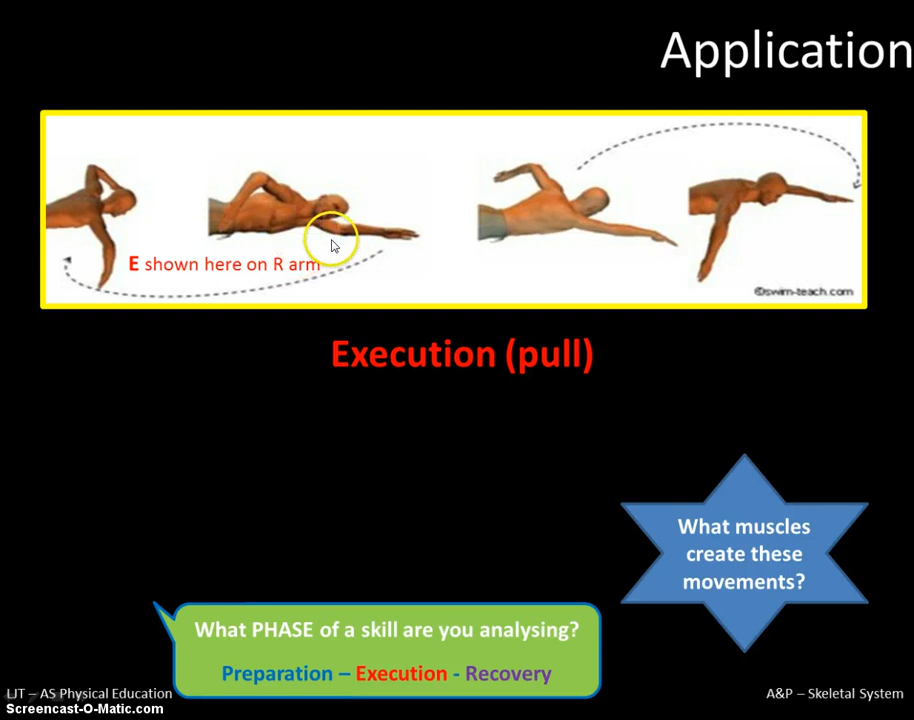 Application
E shown here on R arm
©swim-teach.com
Execution (pull)
What muscles
create these
movements?
What PHASE of a skill are you analysing?
Preparation – Execution - Recovery
LJT – AS Physical Education
A&P – Skeletal System
Screencast-O-Matic.com